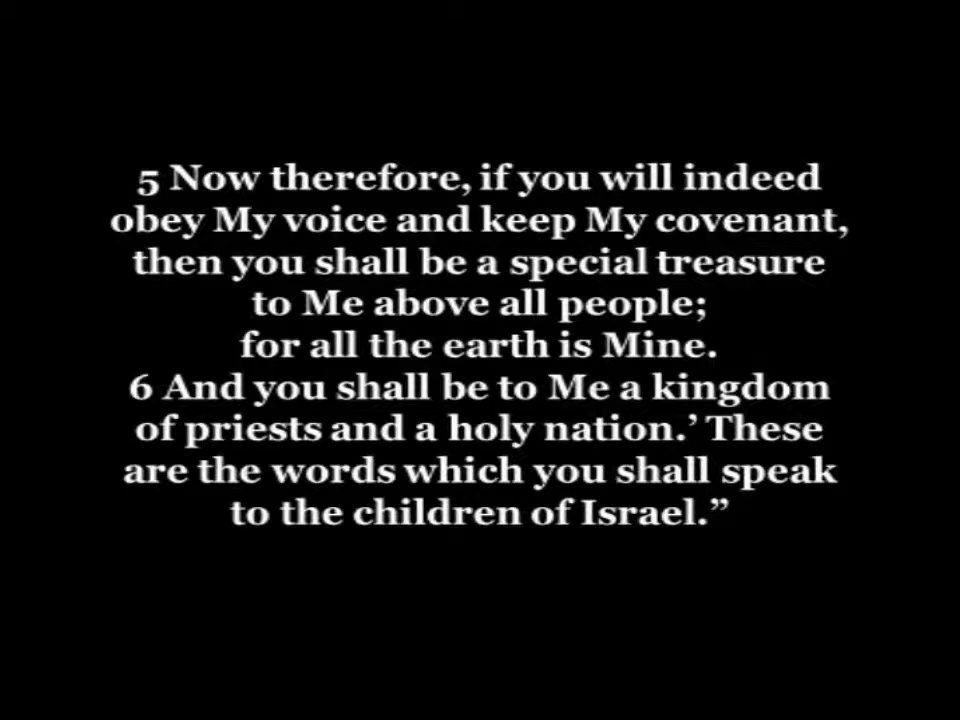 5 Now therefore, if you will indeed
obey My voice and keep My covenant,
then you shall be a special treasure
to Me above all people;
for all the earth is Mine.
6 And you shall be to Me a kingdom
of priests and a holy nation.’ These
are the words which you shall speak
to the children of Israel.”